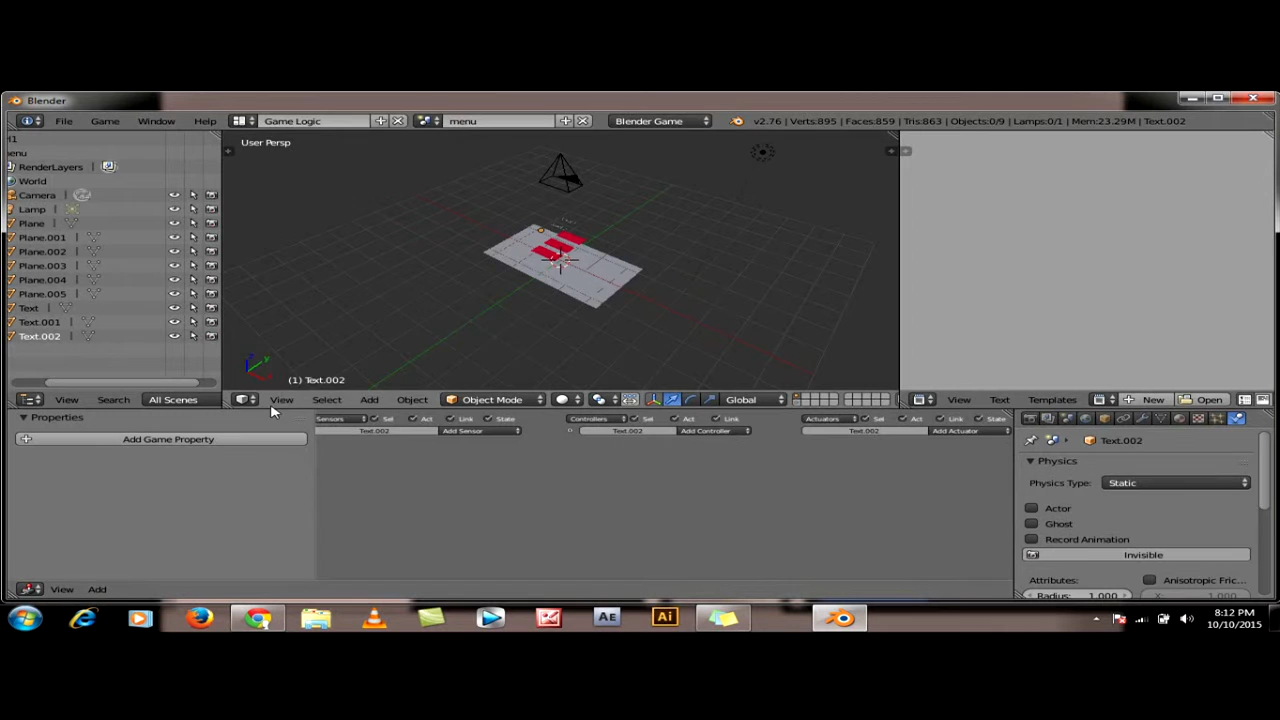 Blender
File Game Window Help Game Logic menu Blender Game v2.76 | Verts:895 | Faces:859 | Tris:863 | Objects:0/9 | Lamps:0/1 | Mem:23.29M | Text.002
User Persp
enu
RenderLayers
World
Camera
Lamp
Plane
Plane.001
Plane.002
Plane.003
Plane.004
Plane.005
Text
Text.001
Text.002
(1) Text.002
View Search All Scenes
View Select Add Object Object Mode Global
View Text Templates New Open
Properties
Add Game Property
Sensors Sel Act Link State
Text.002 Add Sensor
Controllers Sel Act Link
Text.002 Add Controller
Actuators Sel Act Link State
Text.002 Add Actuator
Text.002
Physics
Physics Type: Static
Actor
Ghost
Record Animation
Invisible
Attributes: Anisotropic Fric...
Radius: 1.000 X: 1.000
View Add
AE Ai
8:12 PM
10/10/2015